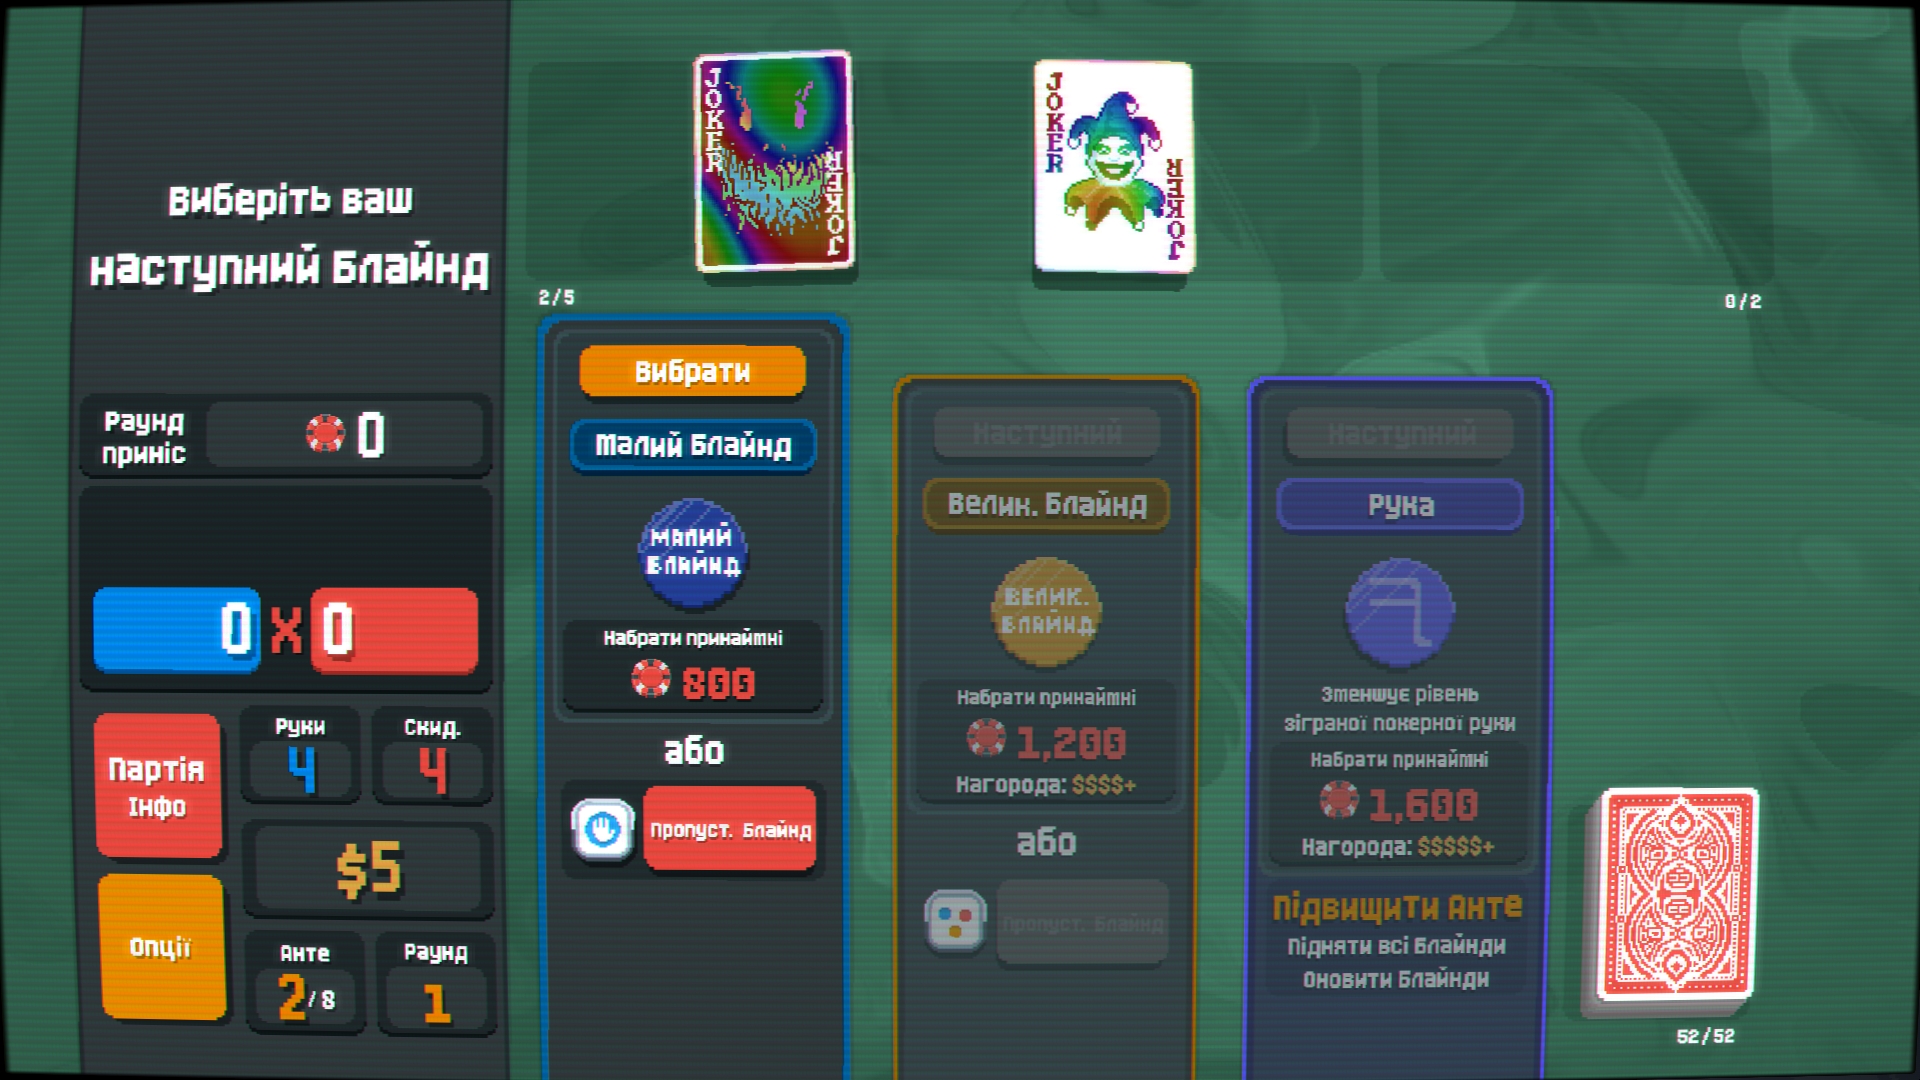 Виберіть ваш
наступний Блайнд
Раунд
приніс
0
0 X 0
Партія
Інфо
Руки
4
Скид.
4
$5
Опції
Анте
2/8
Раунд
1
JOKER
JOKER
JOKER
JOKER
2/5
0/2
Вибрати
Малий Блайнд
МАЛИЙ
БЛАЙНД
Набрати принаймні
800
або
Пропуст. Блайнд
Наступний
Велик. Блайнд
ВЕЛИК.
БЛАЙНД
Набрати принаймні
1,200
Нагорода: $$$$+
або
Пропуст. Блайнд
Наступний
Рука
Зменшує рівень
зіграної покерної руки
Набрати принаймні
1,600
Нагорода: $$$$$+
Підвищити Анте
Підняти всі Блайнди
Оновити Блайнди
52/52